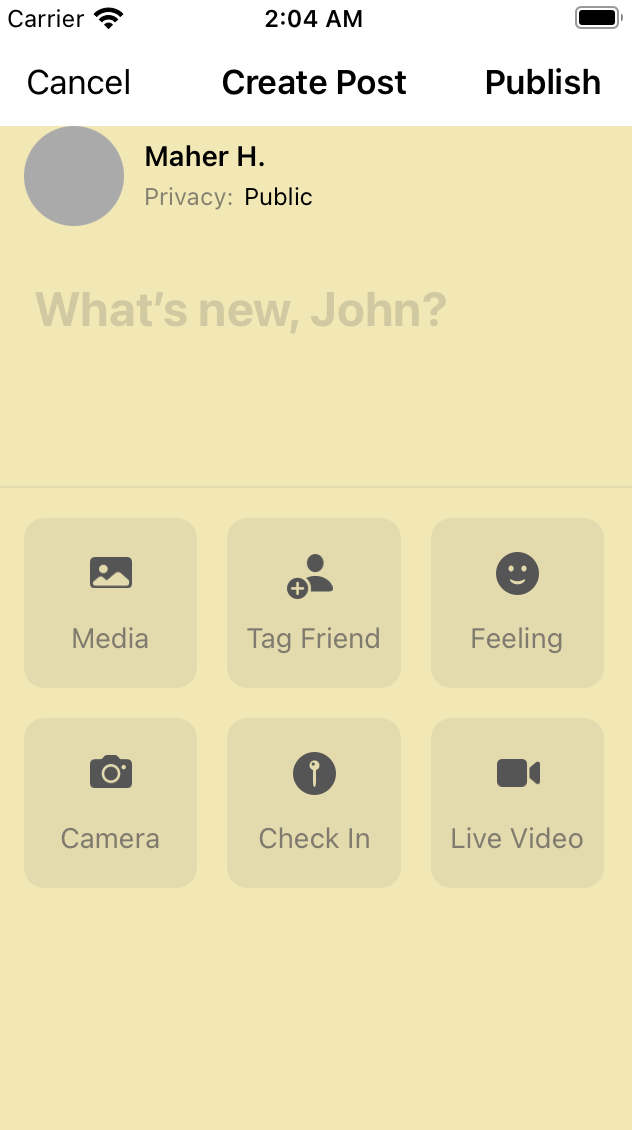 Carrier 2:04 AM
Cancel Create Post Publish
Maher H.
Privacy: Public
What’s new, John?
Media Tag Friend Feeling
Camera Check In Live Video